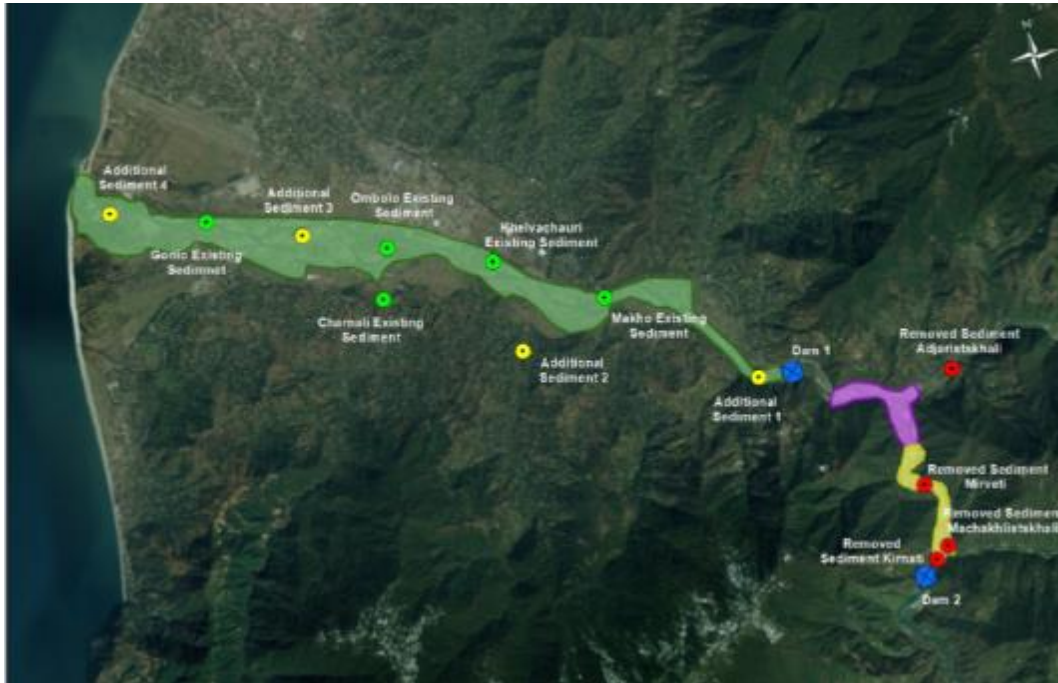 N
Additional
Sediment 4
Additional
Sediment 3
Ombolo Existing
Sediment
Khelvachauri
Existing Sediment
Gonio Existing
Sedimnet
Charnali Existing
Sediment
Makho Existing
Sediment
Additional
Sediment 2
Additional
Sediment 1
Dam 1
Removed Sediment
Adjaristskhali
Removed Sediment
Mirveti
Removed Sediment
Machakhlistskhali
Removed
Sediment Kirnati
Dam 2